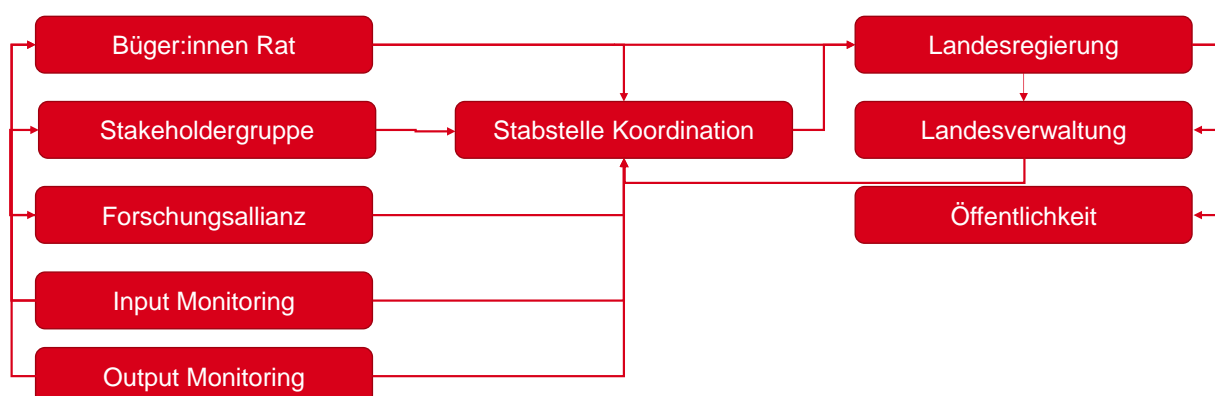 Büger:innen Rat
Landesregierung
Stakeholdergruppe
Stabstelle Koordination
Landesverwaltung
Forschungsallianz
Öffentlichkeit
Input Monitoring
Output Monitoring